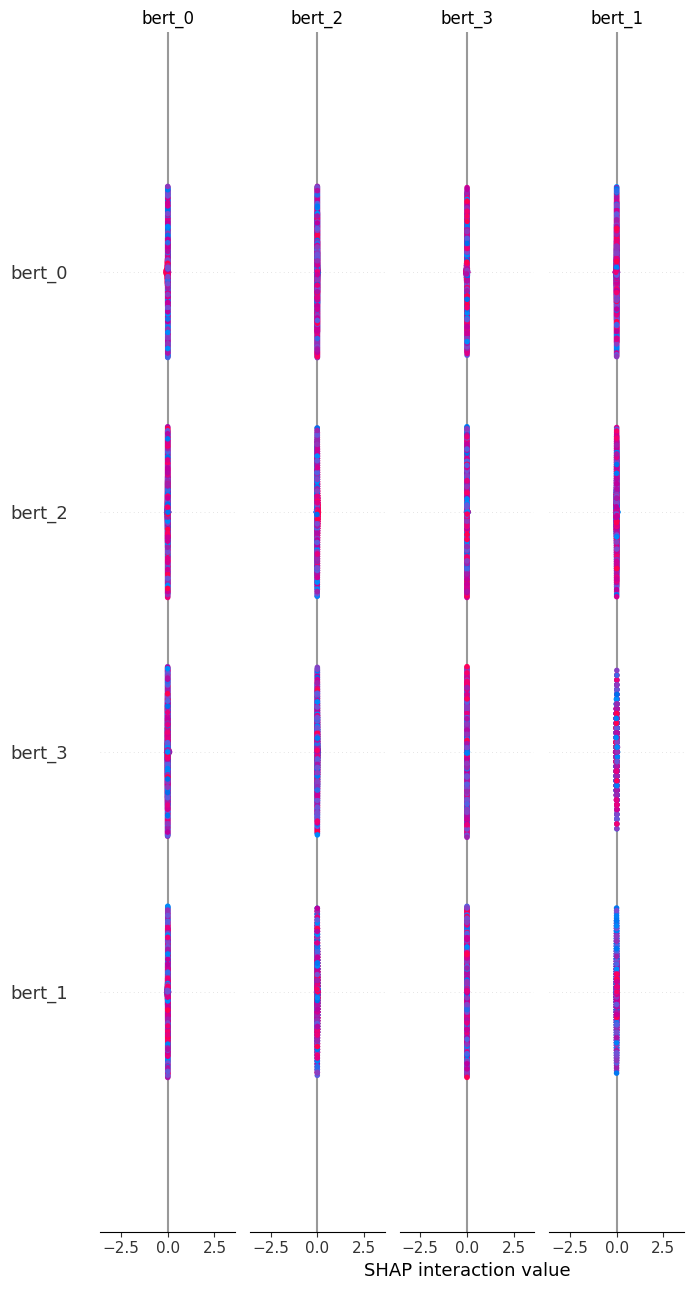 bert_0 bert_2 bert_3 bert_1
bert_0
bert_2
bert_3
bert_1
−2.5 0.0 2.5 −2.5 0.0 2.5 −2.5 0.0 2.5 −2.5 0.0 2.5
SHAP interaction value